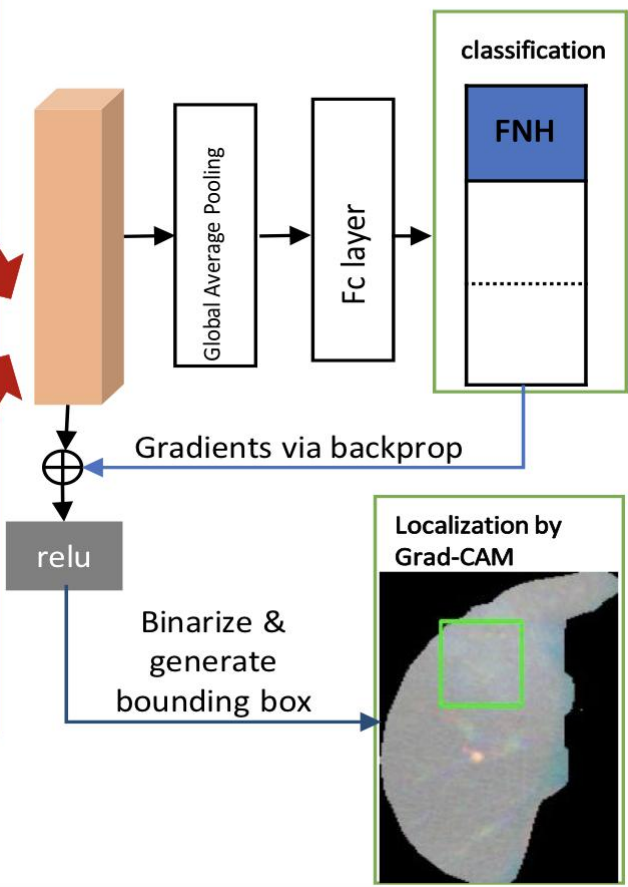 classification
FNH
Global Average Pooling
Fc layer
Gradients via backprop
relu
Localization by
Grad-CAM
Binarize &
generate
bounding box